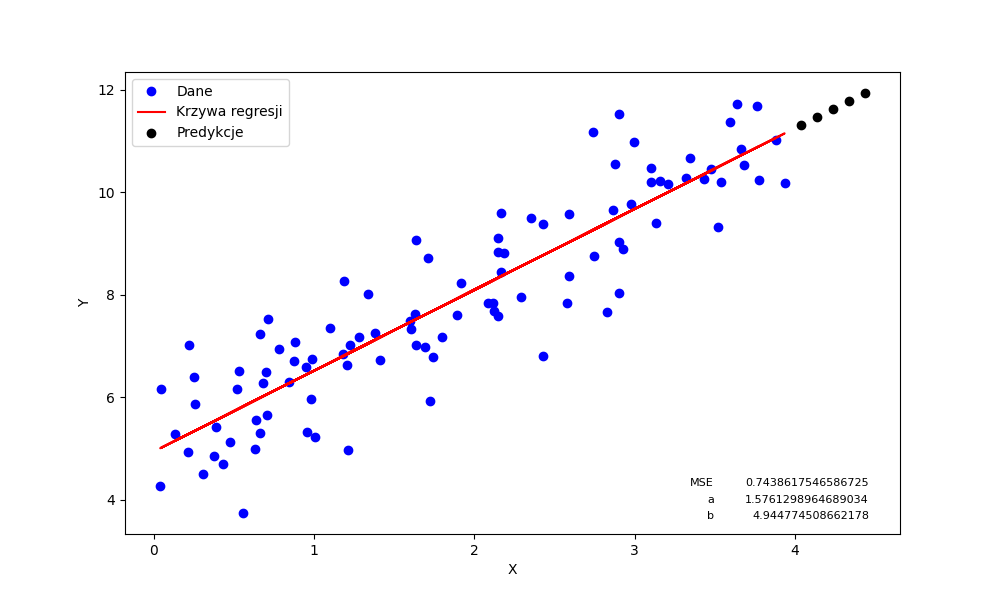 Dane
Krzywa regresji
Predykcje
12
10
8
6
4
Y
MSE 0.7438617546586725
a 1.5761298964689034
b 4.944774508662178
0 1 2 3 4
X